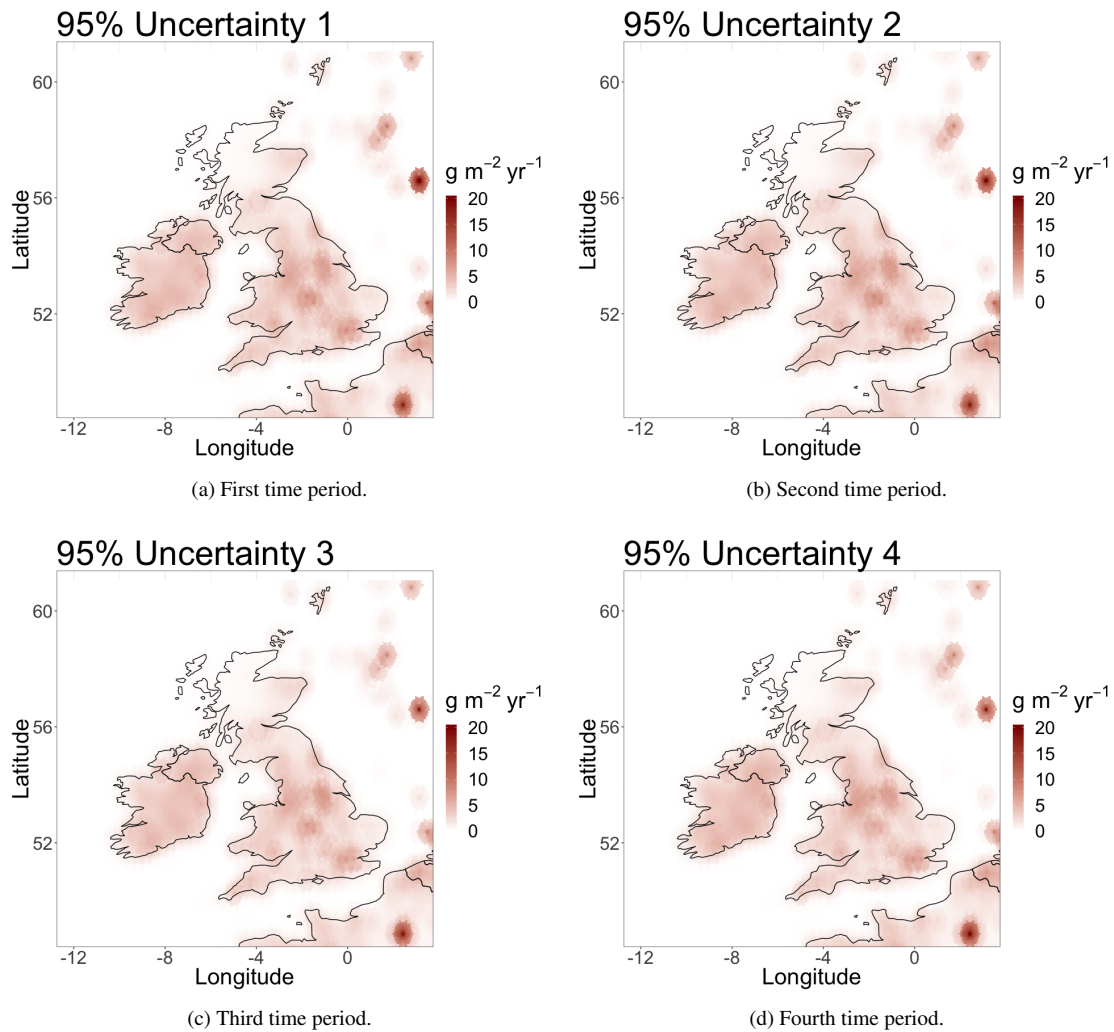 95% Uncertainty 1
60
56
52
Latitude
-12
-8
-4
0
Longitude
g m−2 yr−1
20
15
10
5
0
(a) First time period.
95% Uncertainty 2
60
56
52
Latitude
-12
-8
-4
0
Longitude
g m−2 yr−1
20
15
10
5
0
(b) Second time period.
95% Uncertainty 3
60
56
52
Latitude
-12
-8
-4
0
Longitude
g m−2 yr−1
20
15
10
5
0
(c) Third time period.
95% Uncertainty 4
60
56
52
Latitude
-12
-8
-4
0
Longitude
g m−2 yr−1
20
15
10
5
0
(d) Fourth time period.